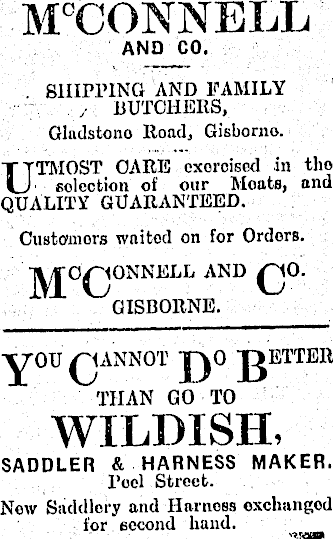 McCONNELL
AND CO.
SHIPPING AND FAMILY
BUTCHERS,
Gladstone Road, Gisborne.
UTMOST CARE exercised in the
selection of our Meats, and
QUALITY GUARANTEED.
Customers waited on for Orders.
McCONNELL AND CO.
GISBORNE.
YOU CANNOT DO BETTER
THAN GO TO
WILDISH,
SADDLER & HARNESS MAKER.
Peel Street.
New Saddlery and Harness exchanged
for second hand.